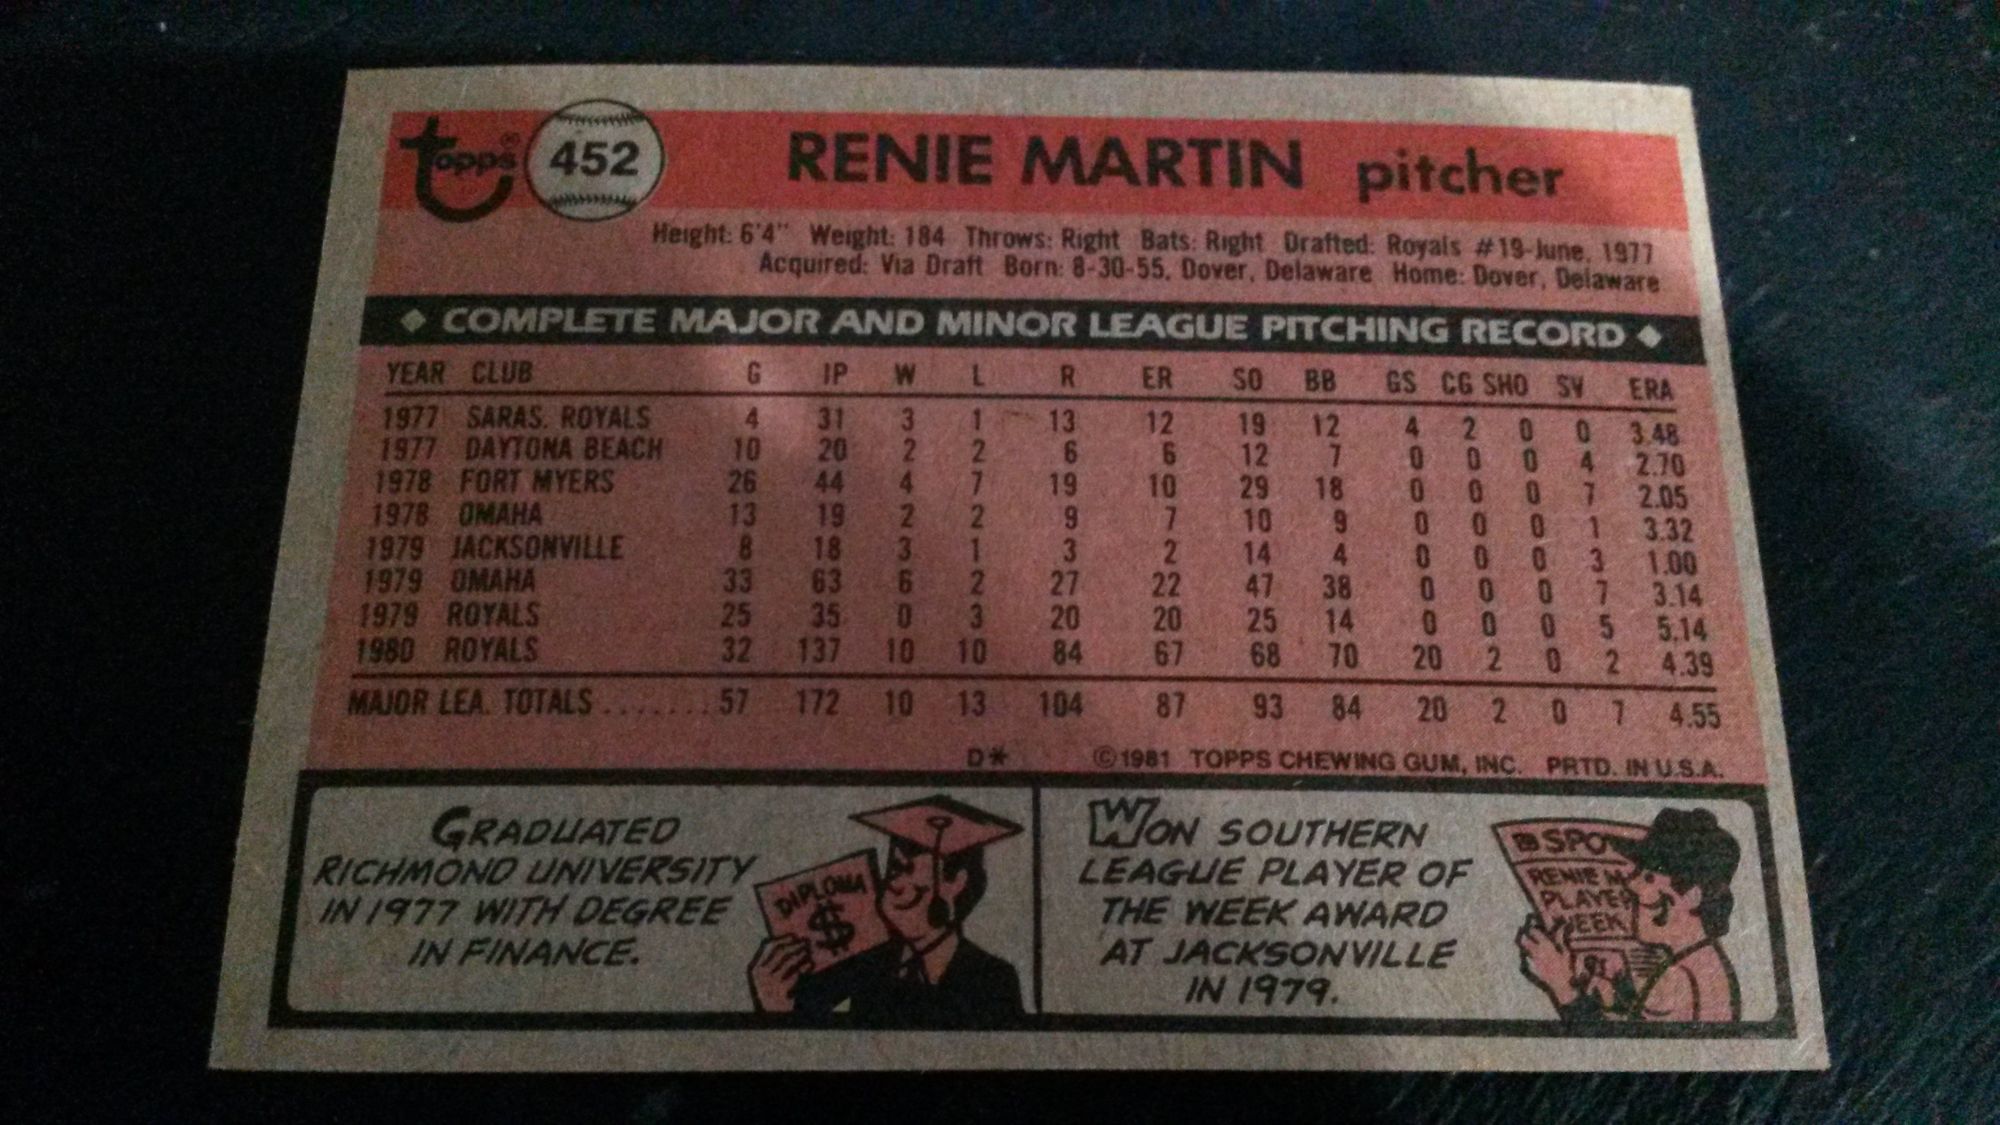 Topps® 452 RENIE MARTIN pitcher
Height: 6'4" Weight: 184 Throws: Right Bats: Right Drafted: Royals #19-June, 1977
Acquired: Via Draft Born: 8-30-55, Dover, Delaware Home: Dover, Delaware
◆ COMPLETE MAJOR AND MINOR LEAGUE PITCHING RECORD ◆
YEAR CLUB G IP W L R ER SO BB GS CG SHO SV ERA
1977 SARAS. ROYALS 4 31 3 1 13 12 19 12 4 2 0 0 3.48
1977 DAYTONA BEACH 10 20 2 2 6 6 12 7 0 0 0 4 2.70
1978 FORT MYERS 26 44 4 7 19 10 29 18 0 0 0 7 2.05
1978 OMAHA 13 19 2 2 9 7 10 9 0 0 0 1 3.32
1979 JACKSONVILLE 8 18 3 1 3 2 14 4 0 0 0 3 1.00
1979 OMAHA 33 63 6 2 27 22 47 38 0 0 0 7 3.14
1979 ROYALS 25 35 0 3 20 20 25 14 0 0 0 5 5.14
1980 ROYALS 32 137 10 10 84 67 68 70 20 2 0 2 4.39
MAJOR LEA. TOTALS ....... 57 172 10 13 104 87 93 84 20 2 0 7 4.55
D* ©1981 TOPPS CHEWING GUM, INC. PRTD. IN U.S.A.
GRADUATED
RICHMOND UNIVERSITY
IN 1977 WITH DEGREE
IN FINANCE.
DIPLOMA
$
WON SOUTHERN
LEAGUE PLAYER OF
THE WEEK AWARD
AT JACKSONVILLE
IN 1979.
SPO
RENIE M
PLAYER
WEEK